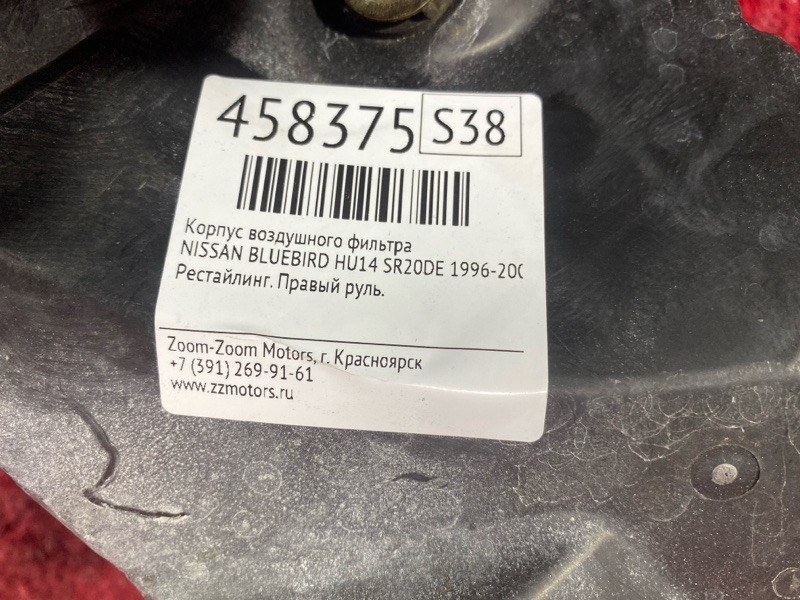 458375 S38
Корпус воздушного фильтра
NISSAN BLUEBIRD HU14 SR20DE 1996-200
Рестайлинг. Правый руль.
Zoom-Zoom Motors, г. Красноярск
+7 (391) 269-91-61
www.zzmotors.ru